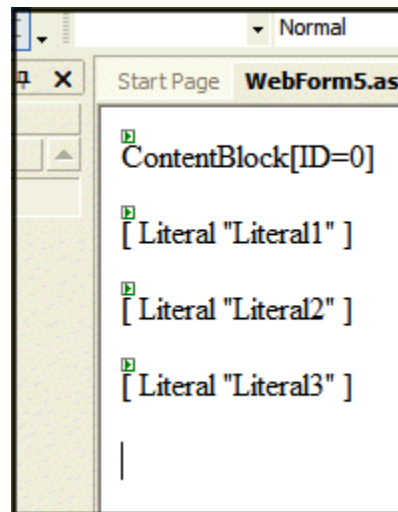 Normal
Start Page WebForm5.as
ContentBlock[ID=0]
[ Literal "Literal1" ]
[ Literal "Literal2" ]
[ Literal "Literal3" ]